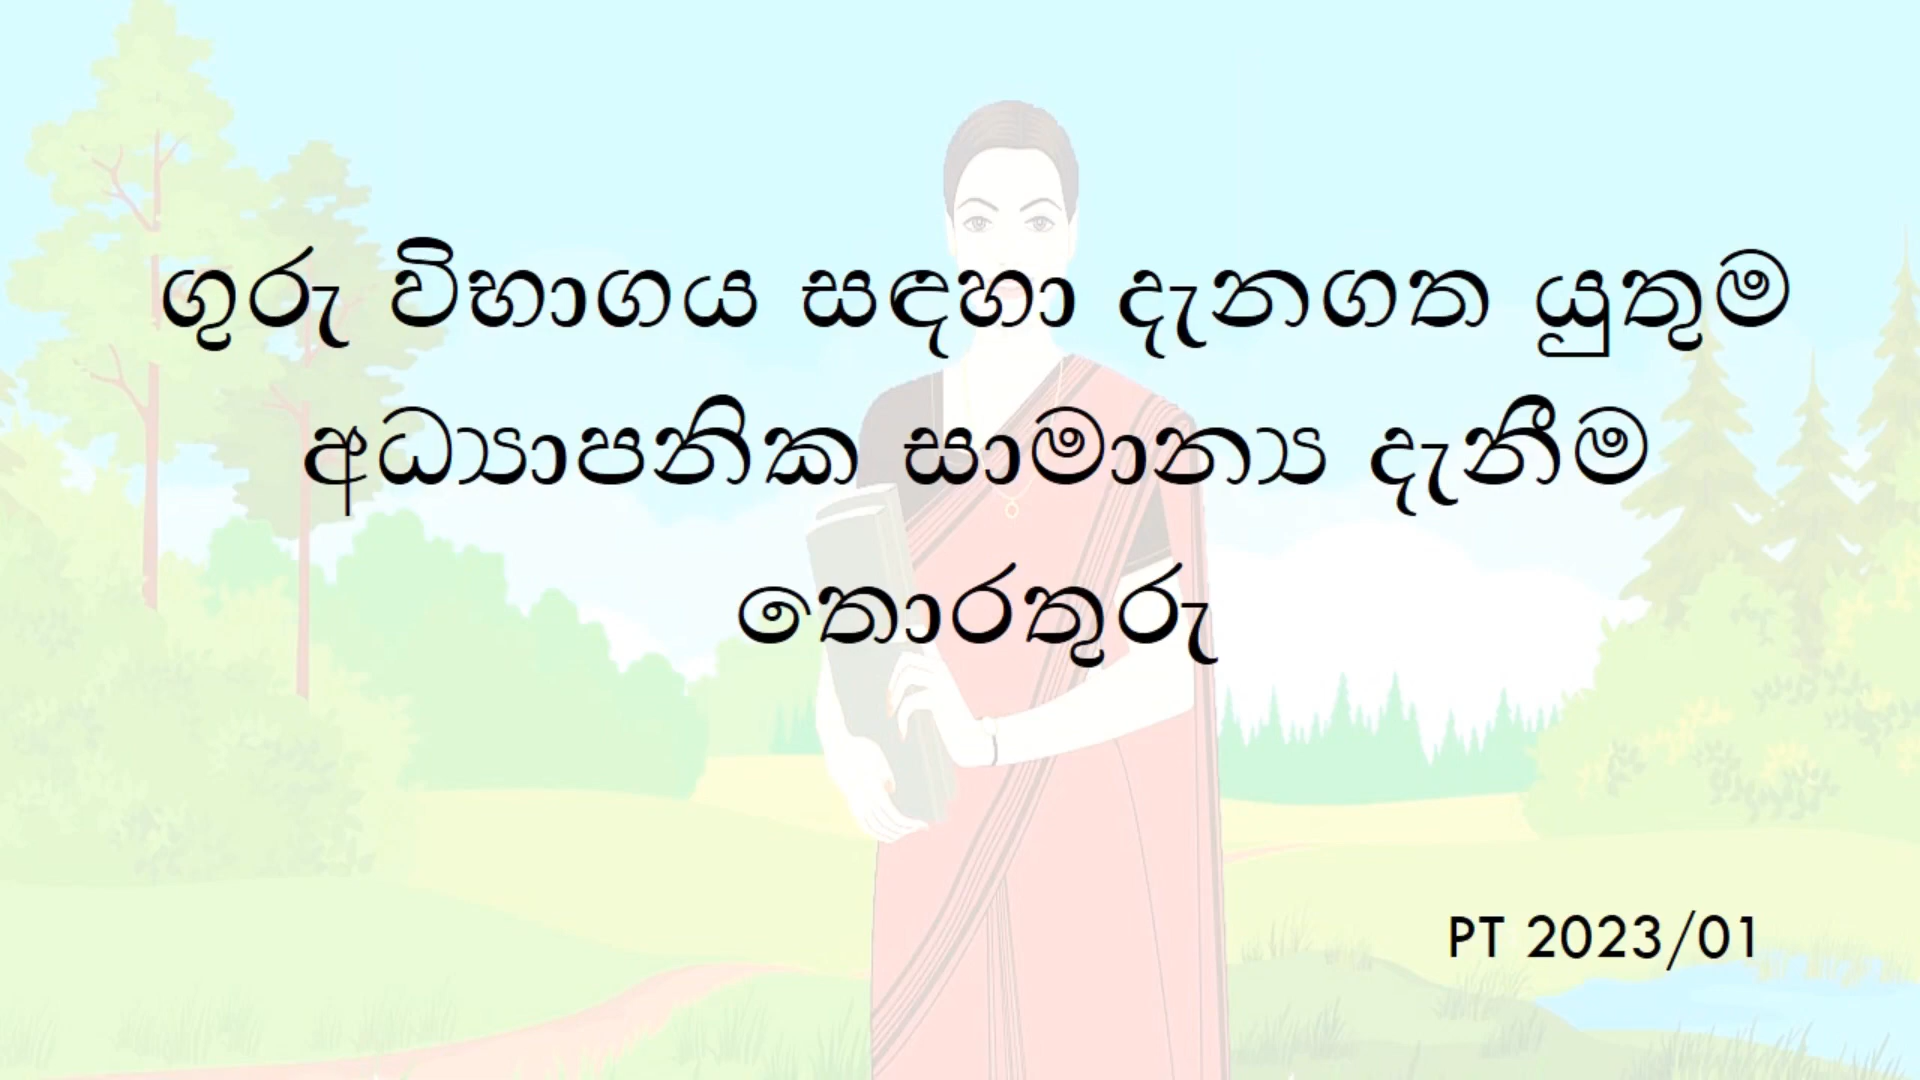 ගුරු විභාගය සඳහා දැනගත යුතුම
අධ්‍යාපනික සාමාන්‍ය දැනීම
තොරතුරු
PT 2023/01